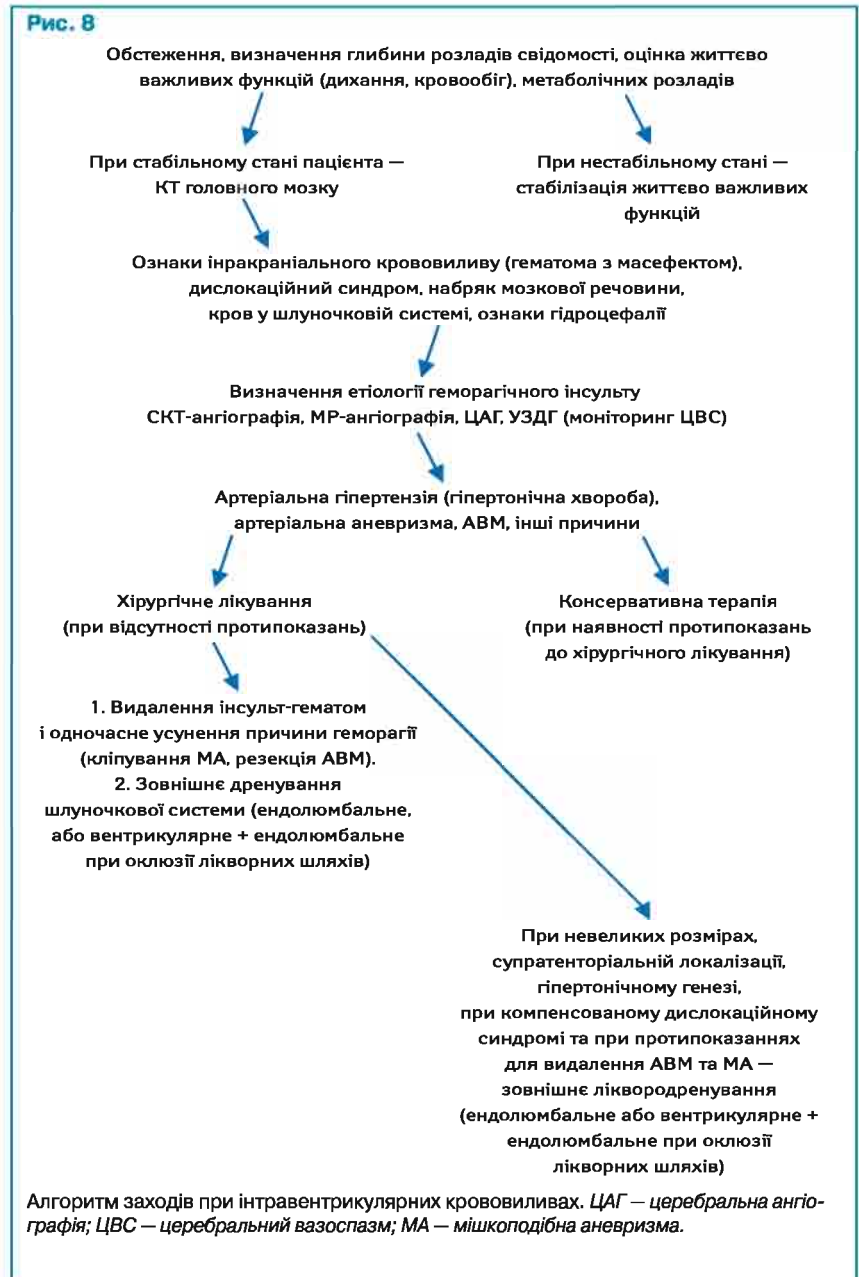 Рис. 8
Обстеження, визначення глибини розладів свідомості, оцінка життєво
важливих функцій (дихання, кровообіг), метаболічних розладів
При стабільному стані пацієнта —
КТ головного мозку
При нестабільному стані —
стабілізація життєво важливих
функцій
Ознаки інракраніального крововиливу (гематома з масефектом),
дислокаційний синдром, набряк мозкової речовини,
кров у шлуночковій системі, ознаки гідроцефалії
Визначення етіології геморагічного інсульту
СКТ-ангіографія, МР-ангіографія, ЦАГ, УЗДГ (моніторинг ЦВС)
Артеріальна гіпертензія (гіпертонічна хвороба),
артеріальна аневризма, АВМ, інші причини
Хірургічне лікування
(при відсутності протипоказань)
Консервативна терапія
(при наявності протипоказань
до хірургічного лікування)
1. Видалення інсульт-гематом
і одночасне усунення причини геморагії
(кліпування МА, резекція АВМ).
2. Зовнішнє дренування
шлуночкової системи (ендолюмбальне,
або вентрикулярне + ендолюмбальне
при оклюзії лікворних шляхів)
При невеликих розмірах,
супратенторіальній локалізації,
гіпертонічному генезі,
при компенсованому дислокаційному
синдромі та при протипоказаннях
для видалення АВМ та МА —
зовнішнє ліквородренування
(ендолюмбальне або вентрикулярне +
ендолюмбальне при оклюзії
лікворних шляхів)
Алгоритм заходів при інтравентрикулярних крововиливах. ЦАГ — церебральна ангіо-
графія; ЦВС — церебральний вазоспазм; МА — мішкоподібна аневризма.